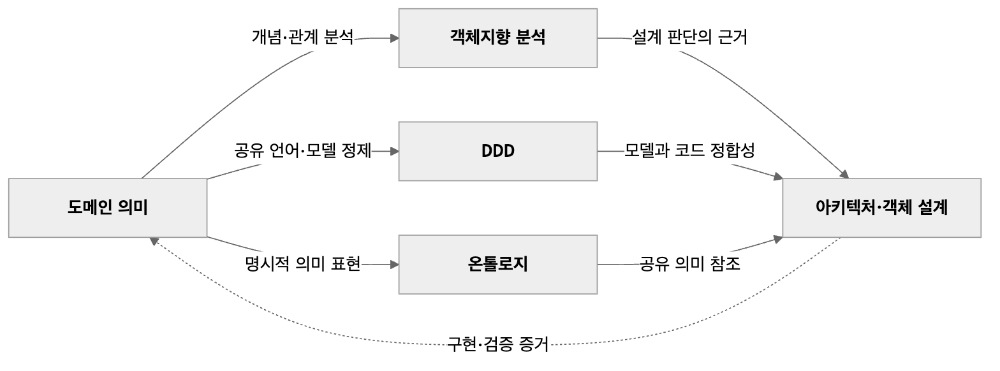 개념·관계 분석
객체지향 분석
설계 판단의 근거
공유 언어·모델 정제
DDD
모델과 코드 정합성
도메인 의미
아키텍처·객체 설계
명시적 의미 표현
온톨로지
공유 의미 참조
구현·검증 증거